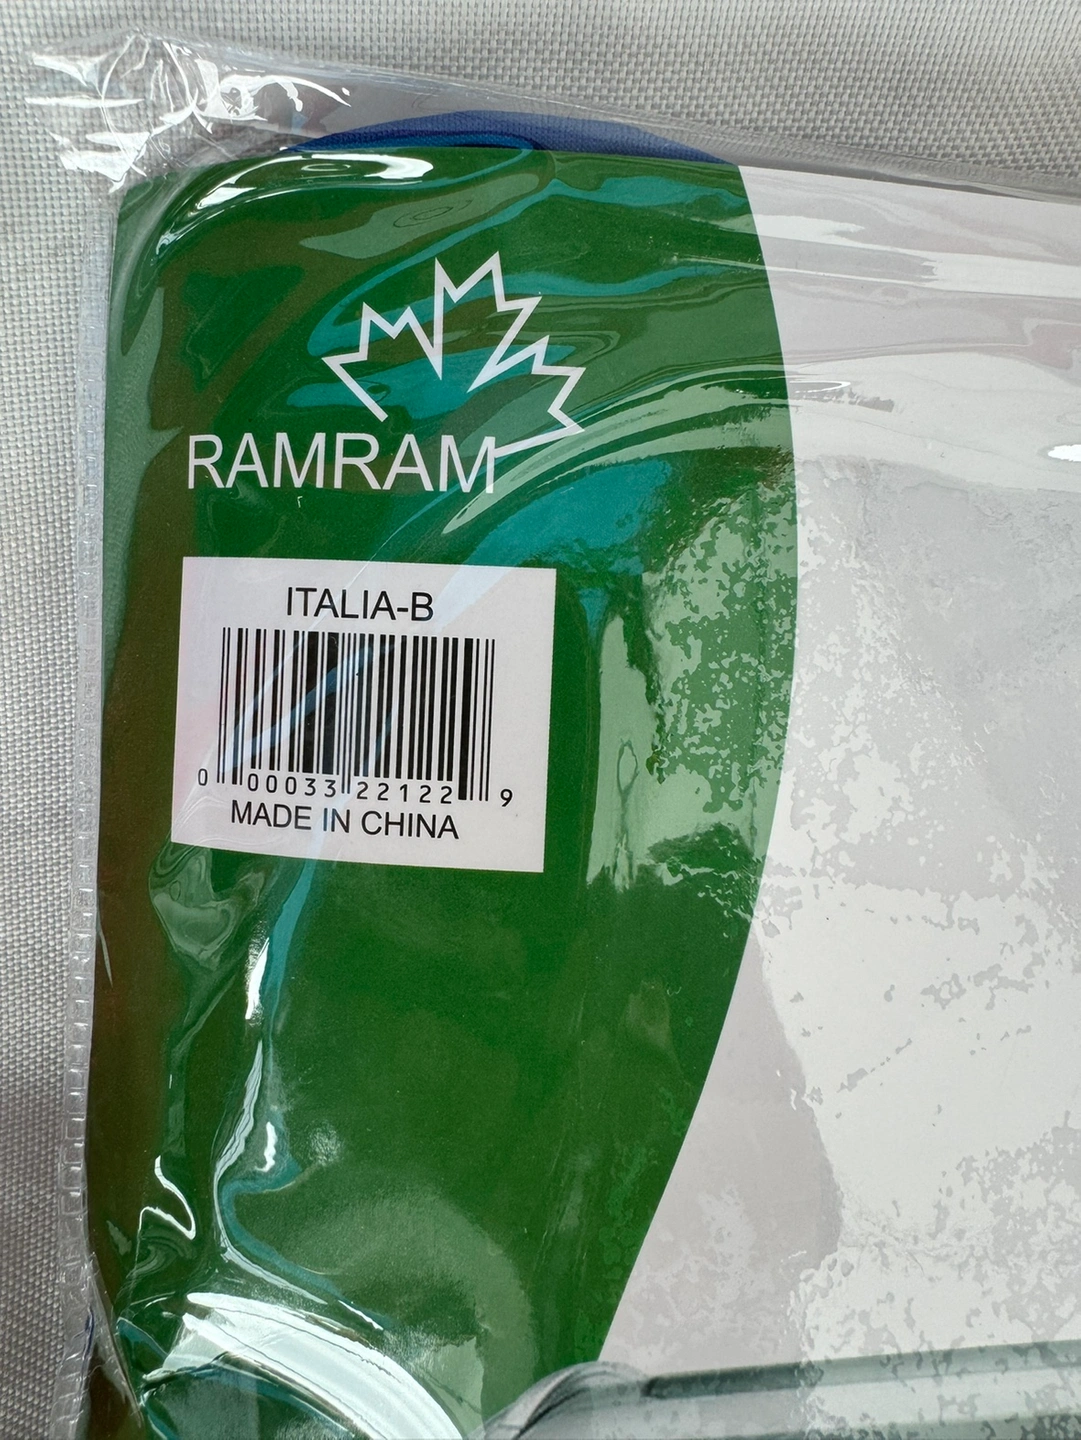 RAMRAM
ITALIA-B
0 00033 22122 9
MADE IN CHINA